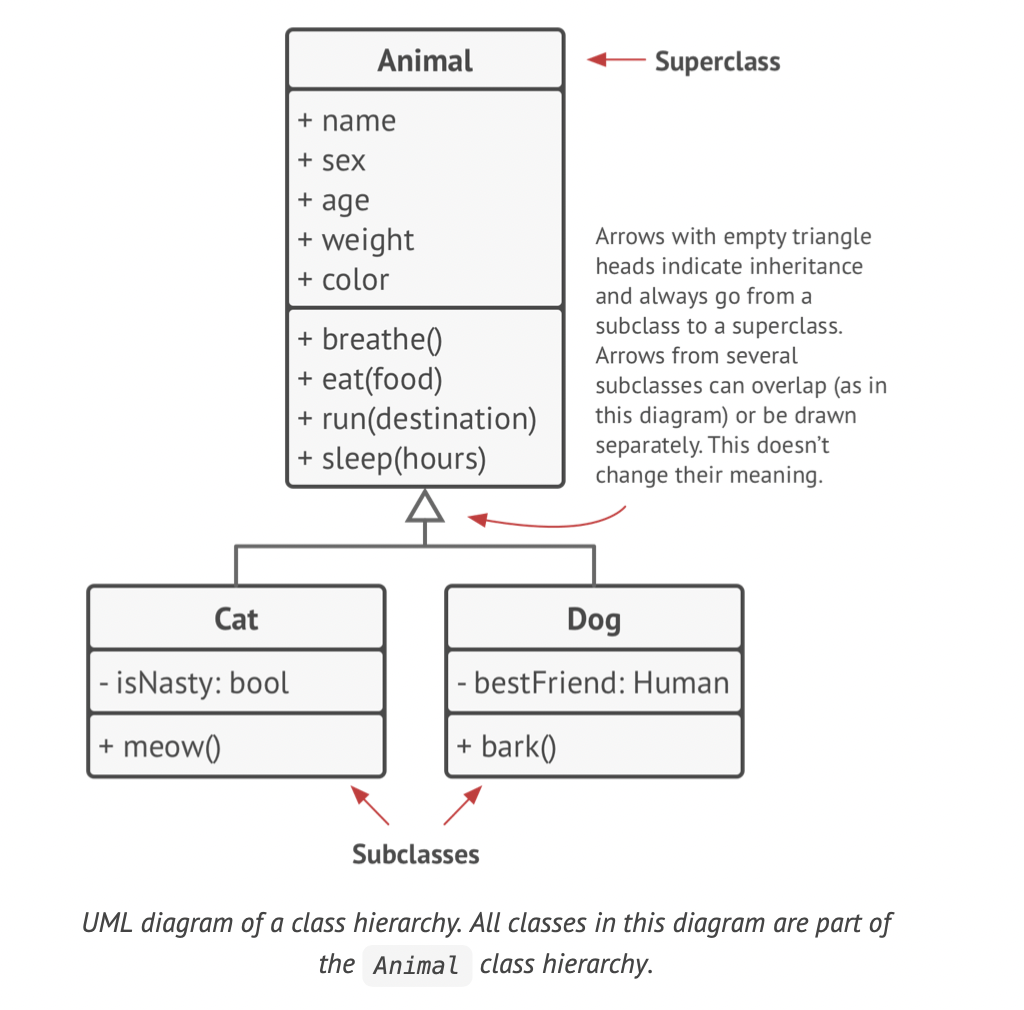 Animal
Superclass
+ name
+ sex
+ age
+ weight
+ color
+ breathe()
+ eat(food)
+ run(destination)
+ sleep(hours)
Arrows with empty triangle
heads indicate inheritance
and always go from a
subclass to a superclass.
Arrows from several
subclasses can overlap (as in
this diagram) or be drawn
separately. This doesn’t
change their meaning.
Cat
- isNasty: bool
+ meow()
Dog
- bestFriend: Human
+ bark()
Subclasses
UML diagram of a class hierarchy. All classes in this diagram are part of
the Animal class hierarchy.